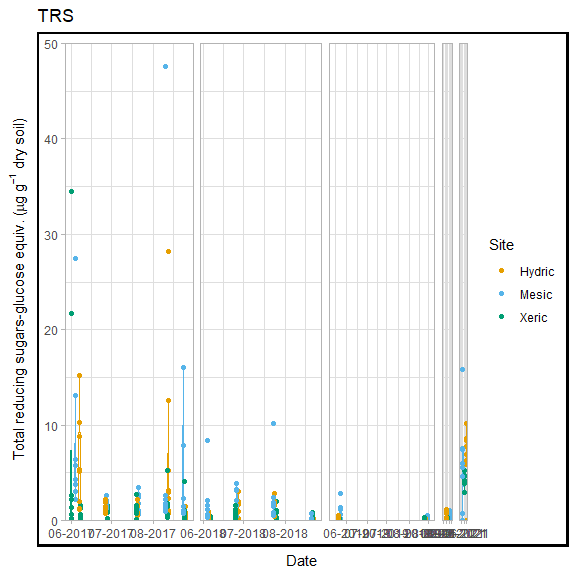 TRS
Total reducing sugars-glucose equiv. (μg g⁻¹ dry soil)
50
40
30
20
10
0
06-2017 07-2017 08-2017 06-2018 07-2018 08-2018
Date
Site
Hydric
Mesic
Xeric